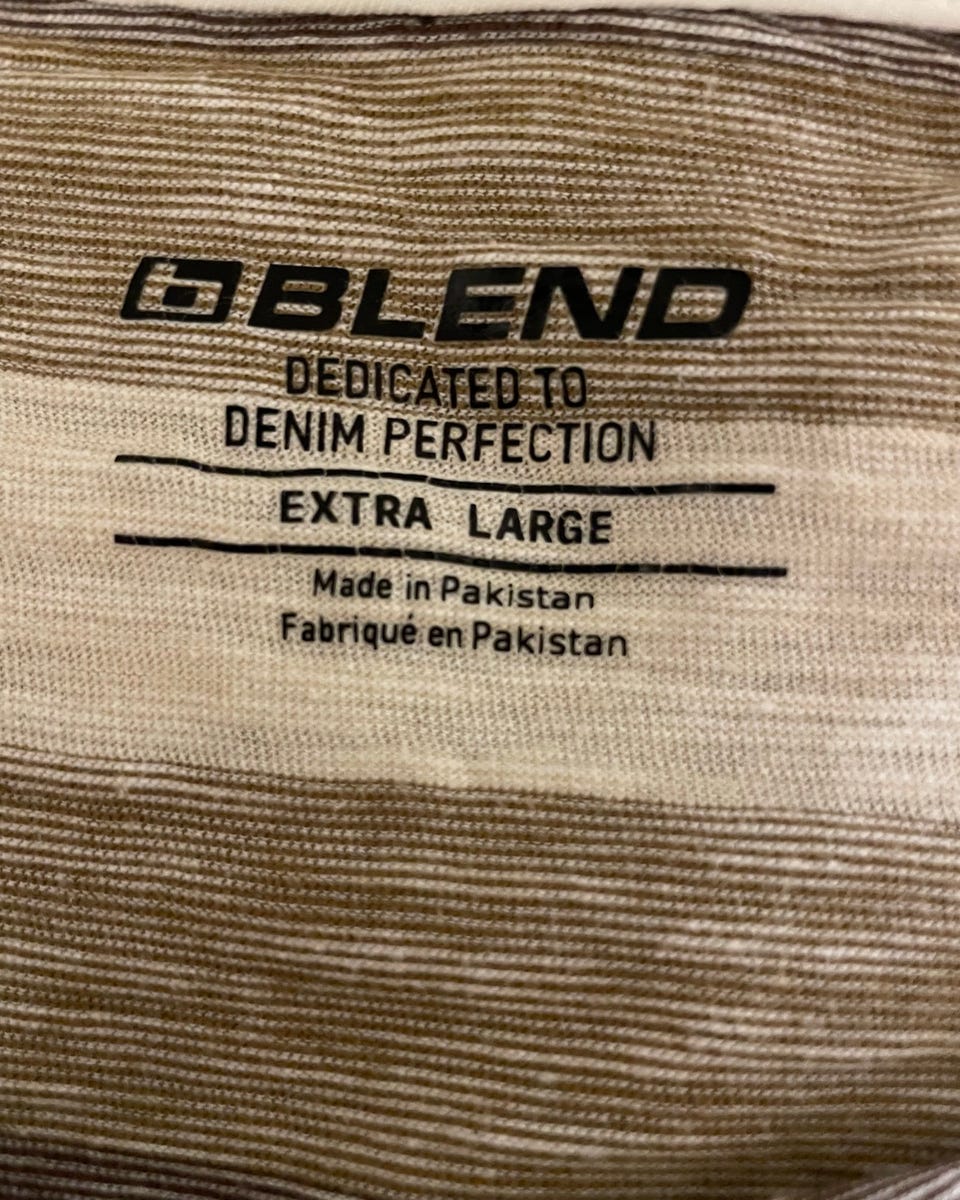 b BLEND
DEDICATED TO
DENIM PERFECTION
EXTRA LARGE
Made in Pakistan
Fabriqué en Pakistan